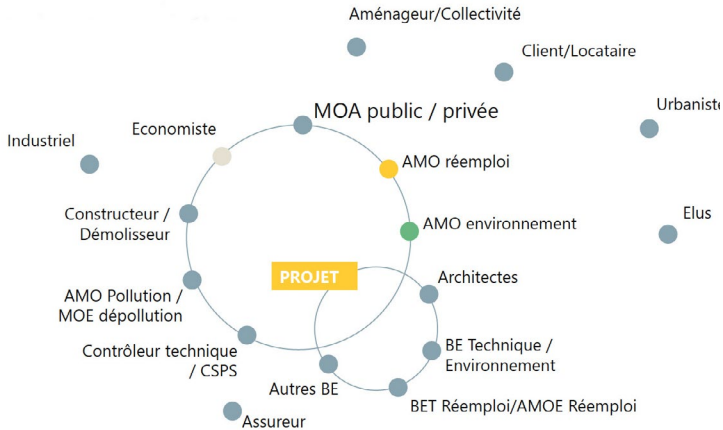 Aménageur/Collectivité
Client/Locataire
Urbaniste
MOA public / privée
Economiste
Industriel
AMO réemploi
Constructeur /
Démolisseur
AMO environnement
Elus
PROJET
Architectes
AMO Pollution /
MOE dépollution
Contrôleur technique
/ CSPS
BE Technique /
Environnement
Autres BE
BET Réemploi/AMOE Réemploi
Assureur